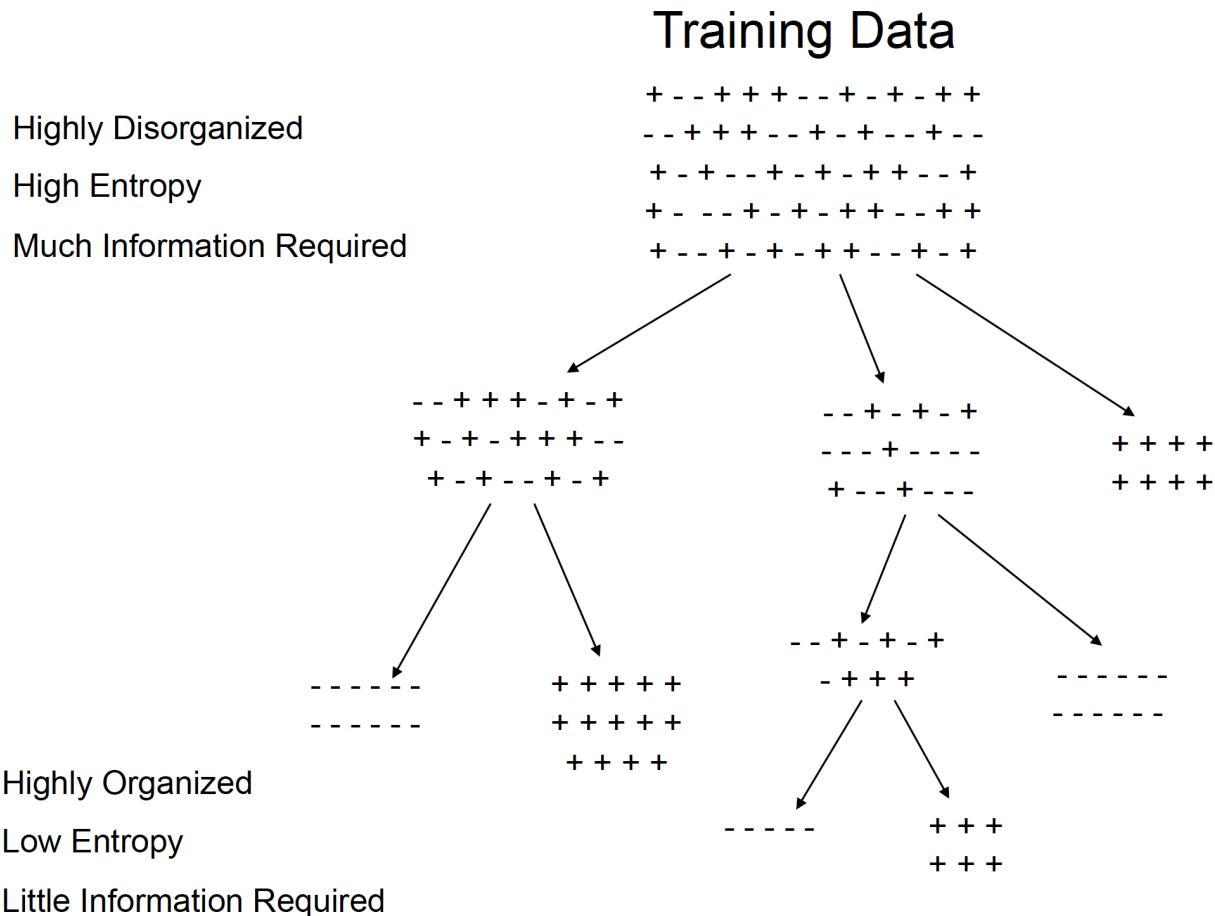 Training Data
+ - - + + + - - + - + - + +
Highly Disorganized
- - + + + - - + - + - - + - -
High Entropy
+ - + - - + - + - + + - - +
+ - - - + - + - + + - - + +
Much Information Required
+ - - + - + - + + - - + - +
- - + + + - + - +
+ - + - + + + - -
+ - + - - + - +
- - + - + - +
- - - + - - - -
+ - - + - - -
+ + + +
+ + + +
- - - - - -
- - - - - -
+ + + + +
+ + + + +
+ + + +
- - + - + - +
- + + +
- - - - - -
- - - - - -
- - - - -
+ + +
+ + +
Highly Organized
Low Entropy
Little Information Required